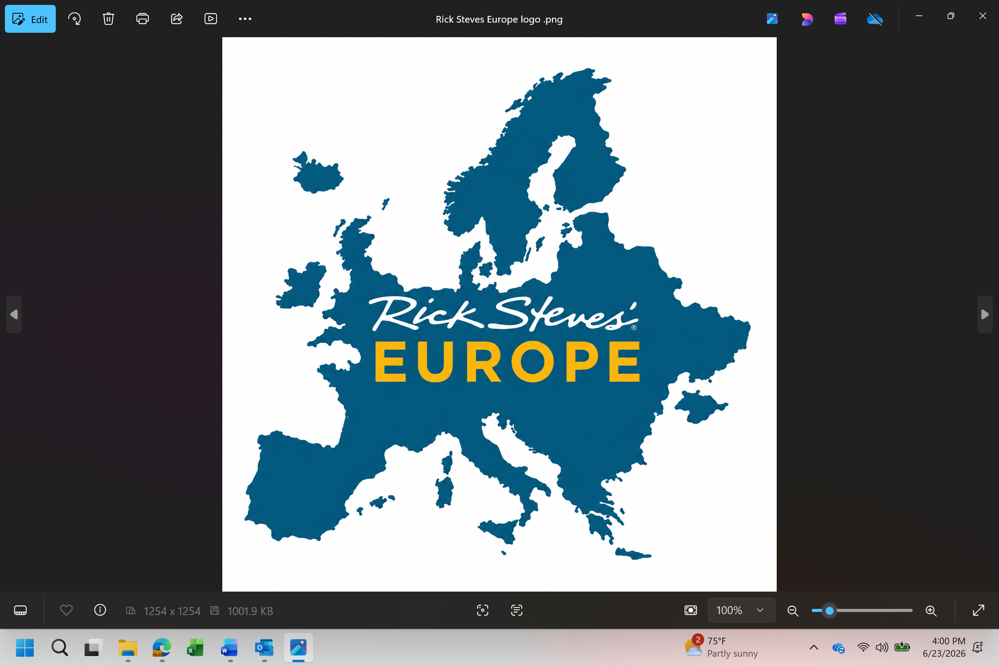 Edit
Rick Steves Europe logo .png
Rick Steves' ®
EUROPE
1254 x 1254
1001.9 KB
100%
2
75°F
Partly sunny
4:00 PM
6/23/2026
X
W
O
zz